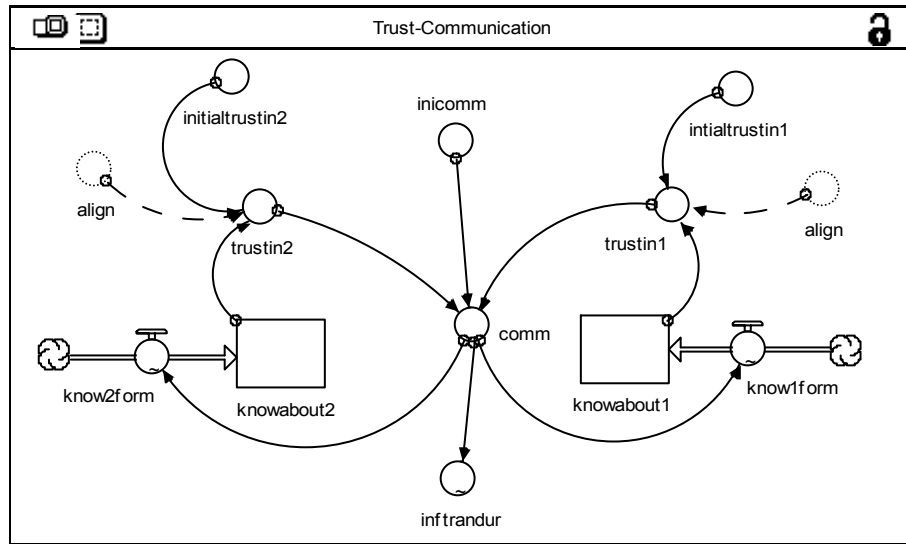 Trust-Communication
initialtrustin2
inicomm
intialtrustin1
align
align
trustin2
trustin1
comm
know2form
knowabout2
knowabout1
know1form
inftrandur